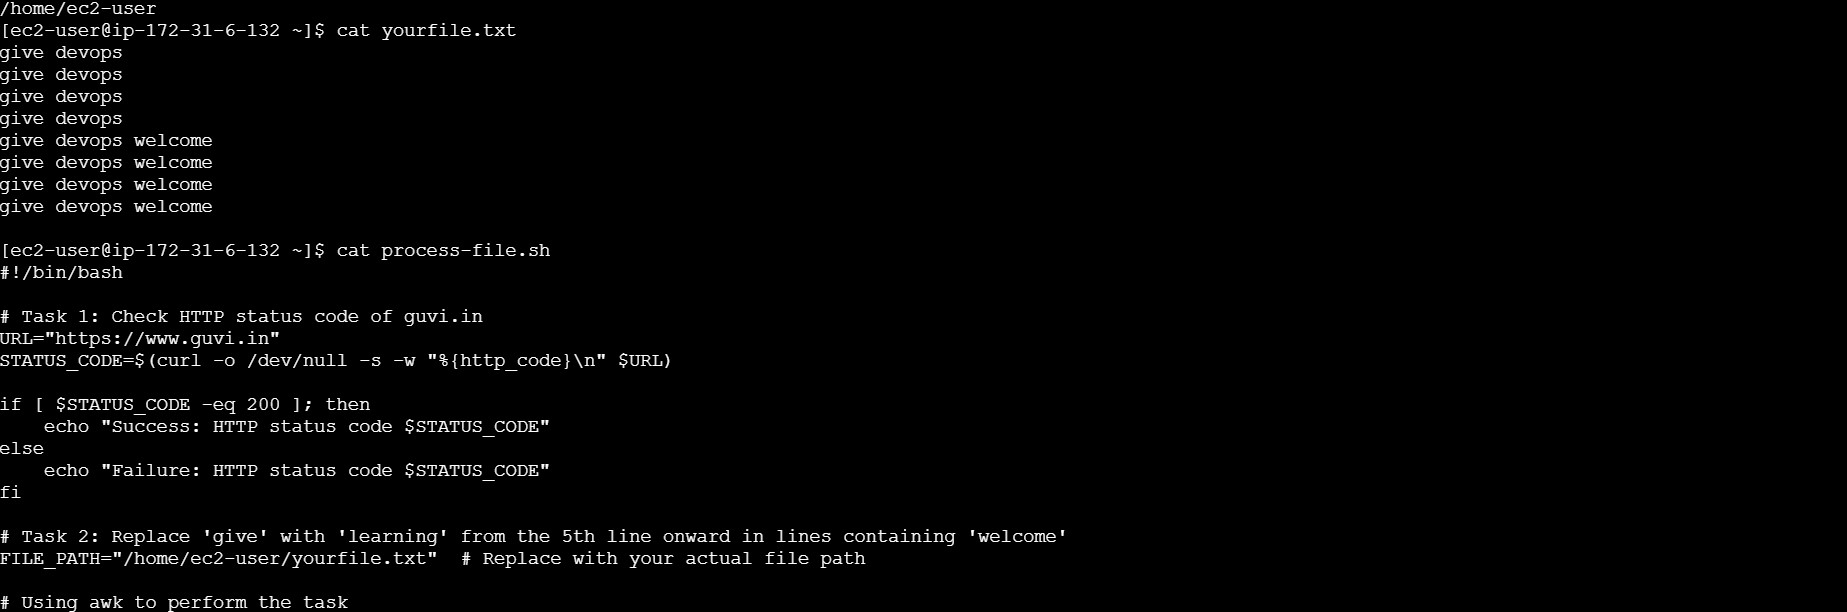 /home/ec2-user
[ec2-user@ip-172-31-6-132 ~]$ cat yourfile.txt
give devops
give devops
give devops
give devops
give devops welcome
give devops welcome
give devops welcome
give devops welcome
[ec2-user@ip-172-31-6-132 ~]$ cat process-file.sh
#!/bin/bash
# Task 1: Check HTTP status code of guvi.in
URL="https://www.guvi.in"
STATUS_CODE=$(curl -o /dev/null -s -w "%{http_code}\n" $URL)
if [ $STATUS_CODE -eq 200 ]; then
    echo "Success: HTTP status code $STATUS_CODE"
else
    echo "Failure: HTTP status code $STATUS_CODE"
fi
# Task 2: Replace 'give' with 'learning' from the 5th line onward in lines containing 'welcome'
FILE_PATH="/home/ec2-user/yourfile.txt"  # Replace with your actual file path
# Using awk to perform the task